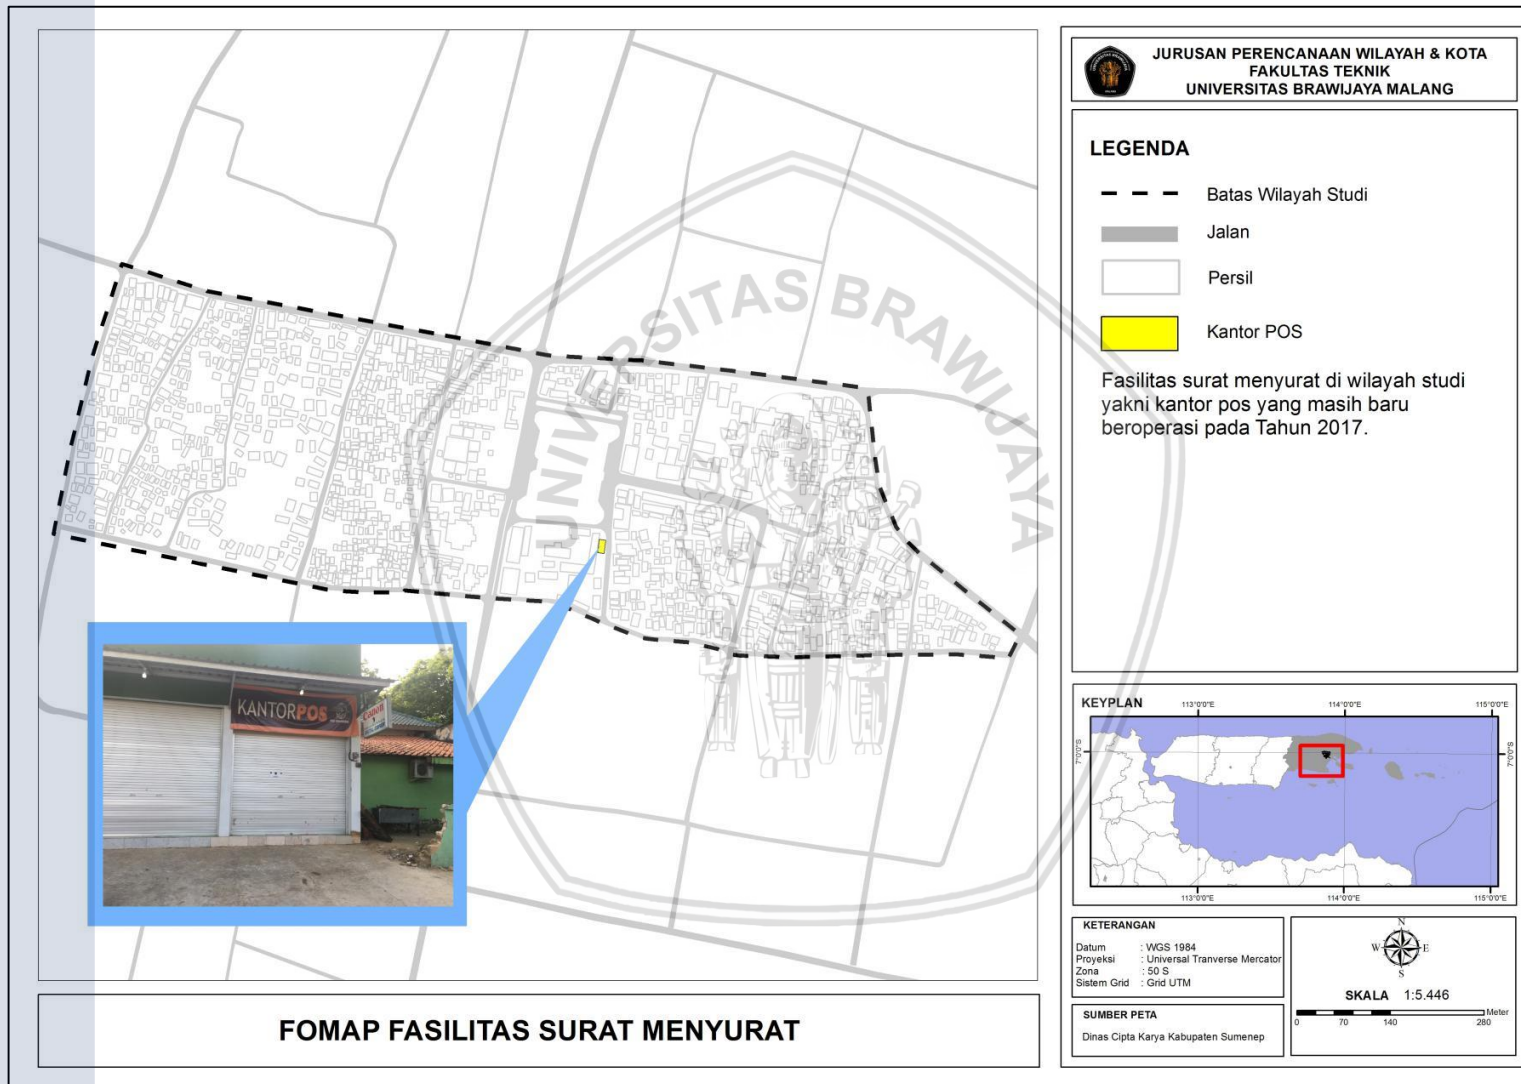 JURUSAN PERENCANAAN WILAYAH & KOTA
FAKULTAS TEKNIK
UNIVERSITAS BRAWIJAYA MALANG
LEGENDA
Batas Wilayah Studi
Jalan
Persil
Kantor POS
Fasilitas surat menyurat di wilayah studi
yakni kantor pos yang masih baru
beroperasi pada Tahun 2017.
UNIVERSITAS BRAWIJAYA
KANTORPOS
Canon
KEYPLAN
113°0'0"E 114°0'0"E 115°0'0"E
7°0'0"S 7°0'0"S
113°0'0"E 114°0'0"E 115°0'0"E
KETERANGAN
Datum : WGS 1984
Proyeksi : Universal Tranverse Mercator
Zona : 50 S
Sistem Grid : Grid UTM
SUMBER PETA
Dinas Cipta Karya Kabupaten Sumenep
N
W E
S
SKALA 1:5.446
Meter
0 70 140 280
FOMAP FASILITAS SURAT MENYURAT